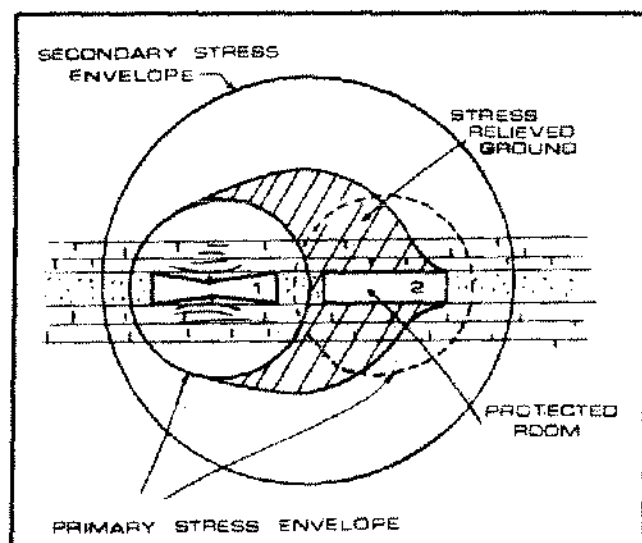 SECONDARY STRESS
ENVELOPE
STRESS
RELIEVED
GROUND
1
2
PROTECTED
ROOM
PRIMARY STRESS ENVELOPE